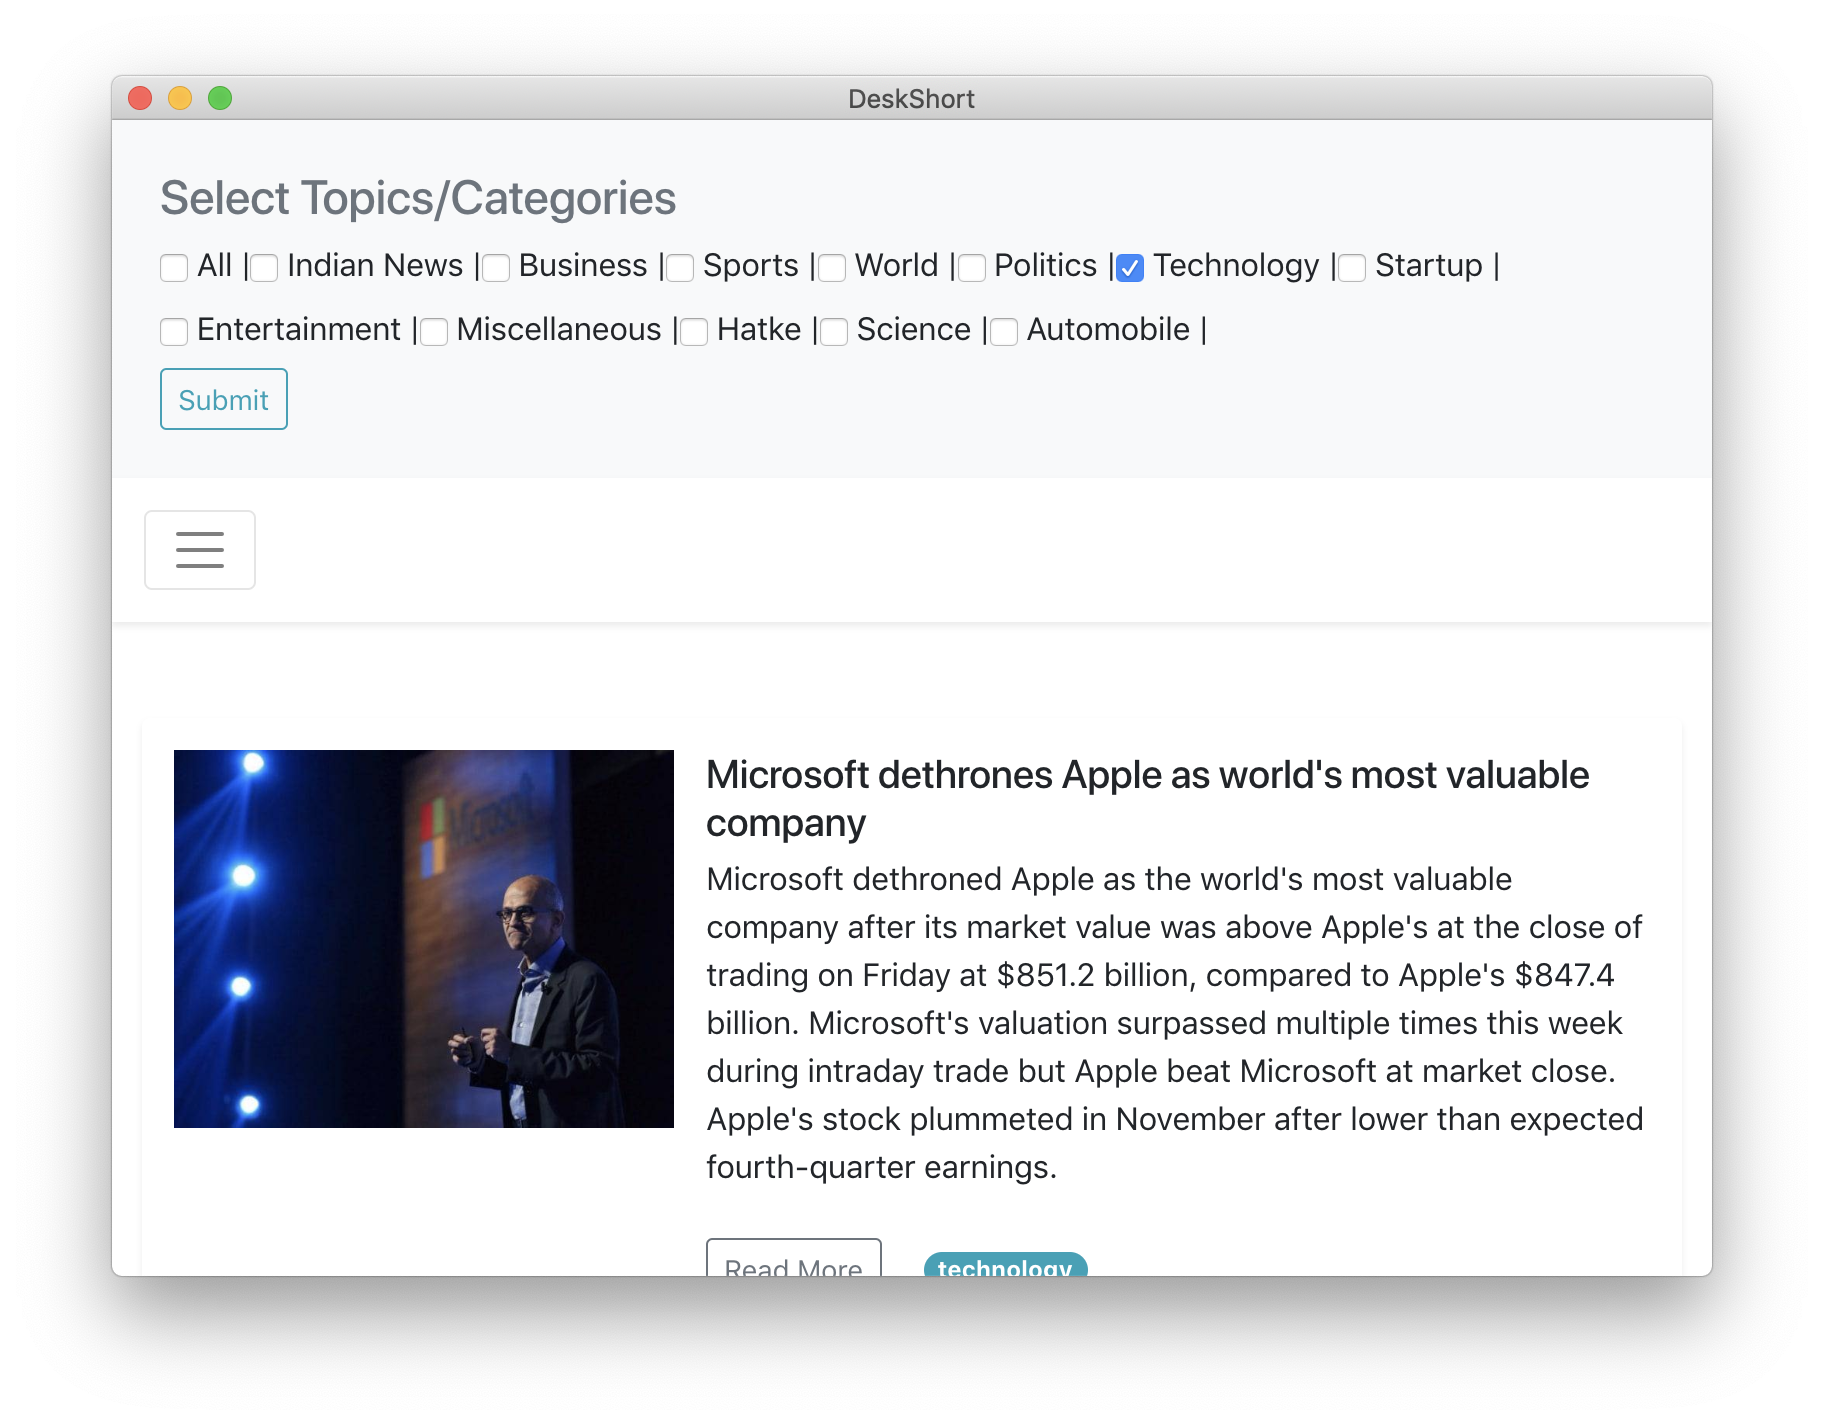 DeskShort
Select Topics/Categories
All | Indian News | Business | Sports | World | Politics | Technology | Startup |
Entertainment | Miscellaneous | Hatke | Science | Automobile |
Submit
Microsoft
Microsoft dethrones Apple as world's most valuable
company
Microsoft dethroned Apple as the world's most valuable
company after its market value was above Apple's at the close of
trading on Friday at $851.2 billion, compared to Apple's $847.4
billion. Microsoft's valuation surpassed multiple times this week
during intraday trade but Apple beat Microsoft at market close.
Apple's stock plummeted in November after lower than expected
fourth-quarter earnings.
Read More technology